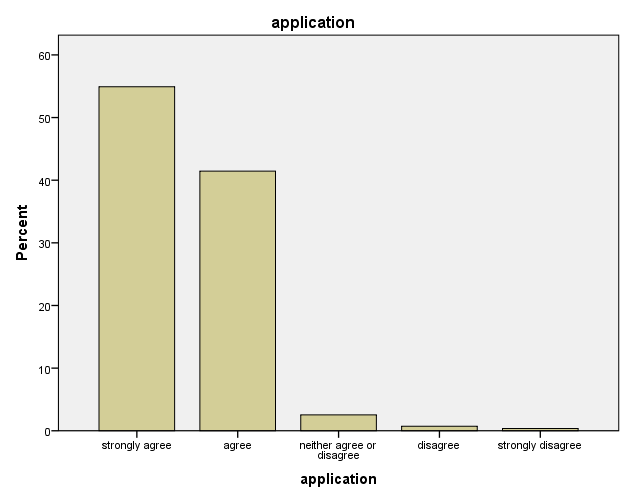 application
Percent
60
50
40
30
20
10
0
strongly agree
agree
neither agree or
disagree
disagree
strongly disagree
application